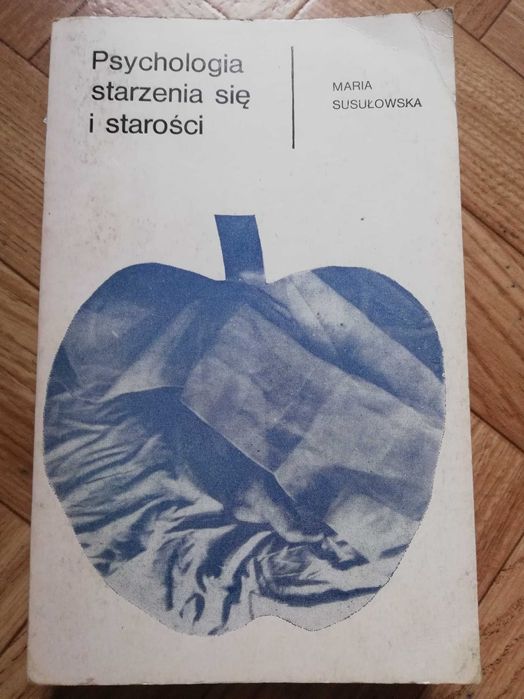 Psychologia
starzenia się
i starości
MARIA
SUSUŁOWSKA